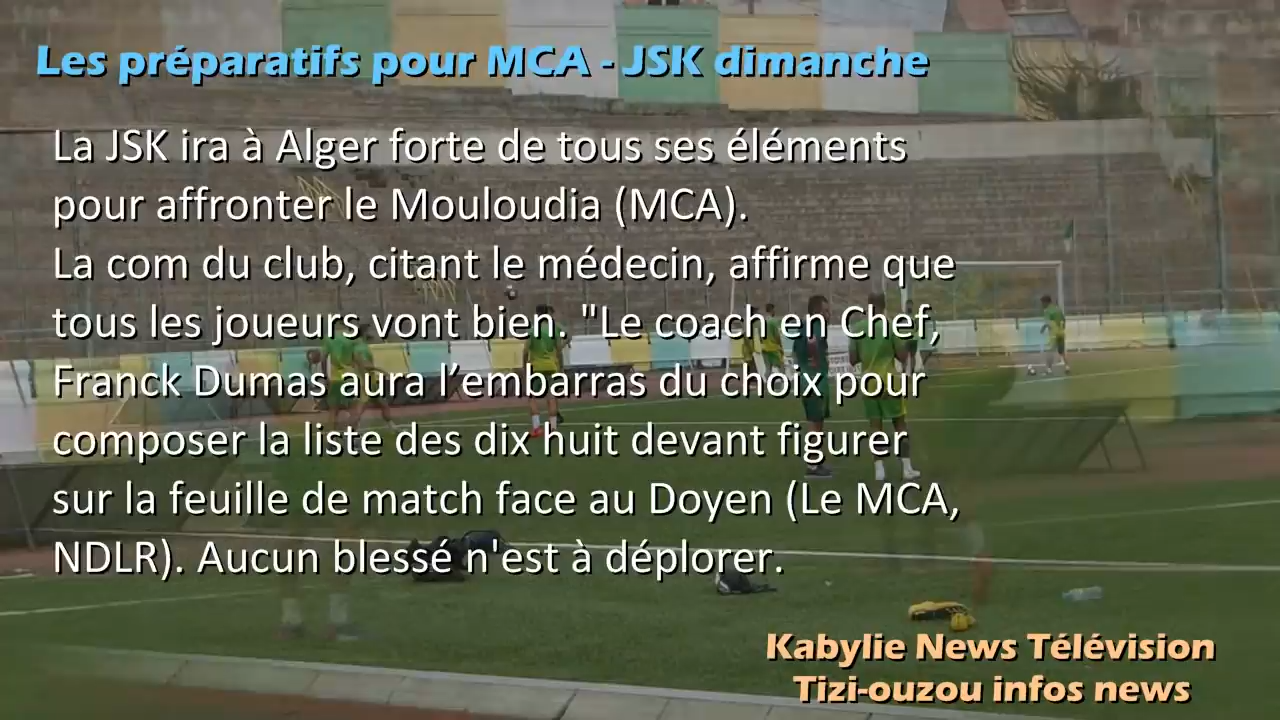 Les préparatifs pour MCA - JSK dimanche
La JSK ira à Alger forte de tous ses éléments
pour affronter le Mouloudia (MCA).
La com du club, citant le médecin, affirme que
tous les joueurs vont bien. "Le coach en Chef,
Franck Dumas aura l’embarras du choix pour
composer la liste des dix huit devant figurer
sur la feuille de match face au Doyen (Le MCA,
NDLR). Aucun blessé n'est à déplorer.
Kabylie News Télévision
Tizi-ouzou infos news